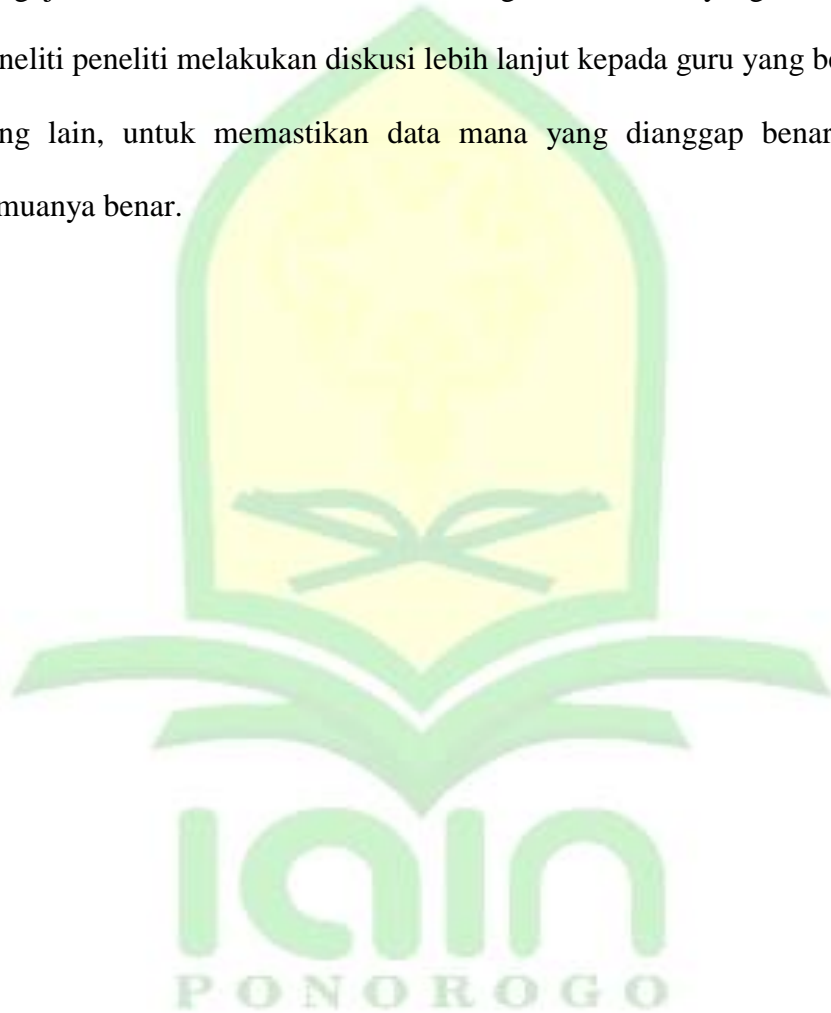 neliti peneliti melakukan diskusi lebih lanjut kepada guru yang
ng lain, untuk memastikan data mana yang dianggap benar
muanya benar.
iain
PONOROGO